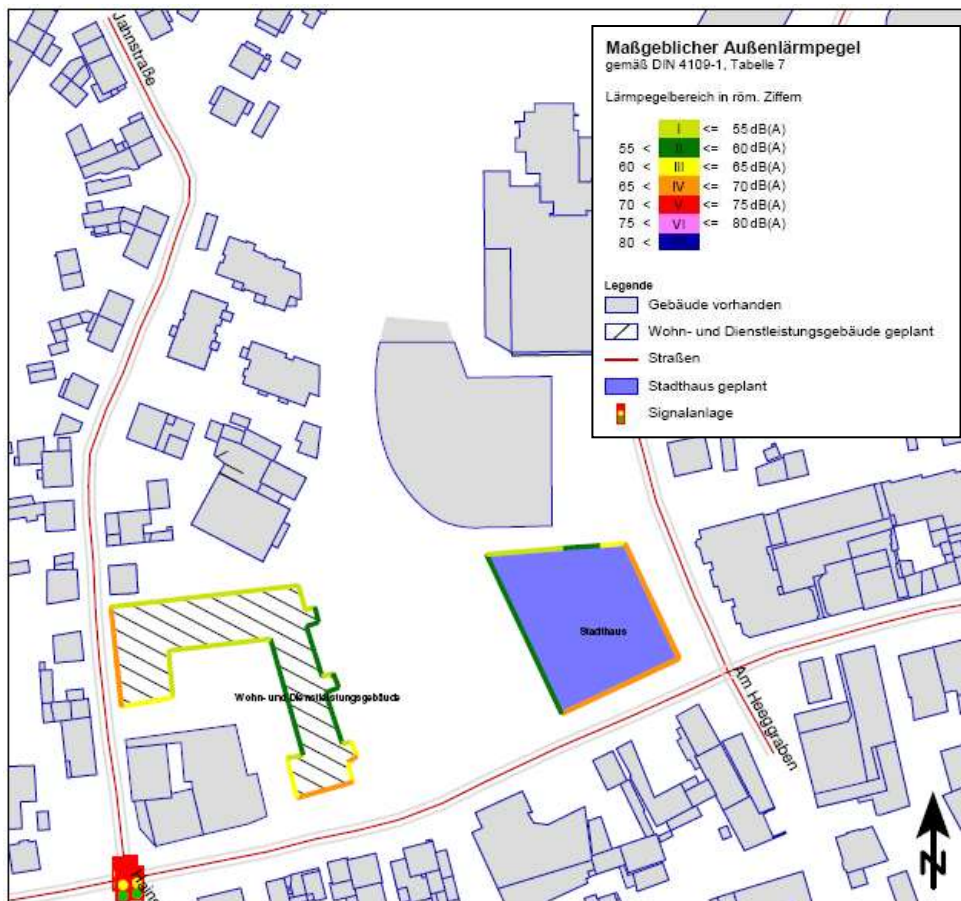 Jahnstraße
Maßgeblicher Außenlärmpegel
gemäß DIN 4109-1, Tabelle 7
Lärmpegelbereich in röm. Ziffern
I <= 55 dB(A)
55 < II <= 60 dB(A)
60 < III <= 65 dB(A)
65 < IV <= 70 dB(A)
70 < V <= 75 dB(A)
75 < VI <= 80 dB(A)
80 <
Legende
Gebäude vorhanden
Wohn- und Dienstleistungsgebäude geplant
Straßen
Stadthaus geplant
Signalanlage
Stadthaus
Wohn- und Dienstleistungsgebäude
Am Heeggraben
N